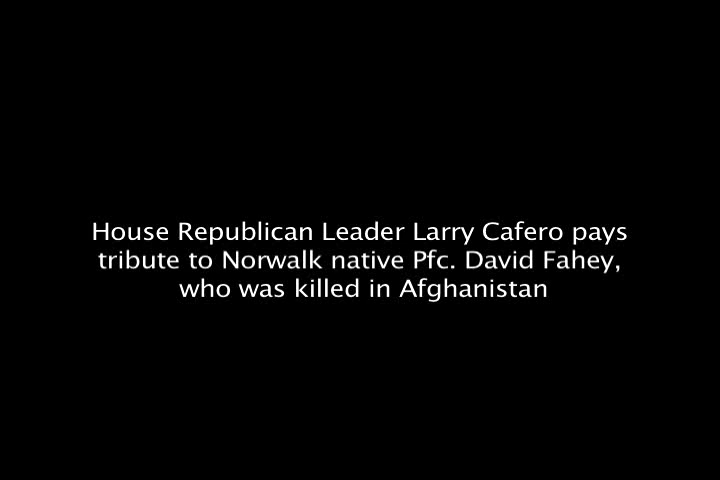 House Republican Leader Larry Cafero pays
tribute to Norwalk native Pfc. David Fahey,
who was killed in Afghanistan